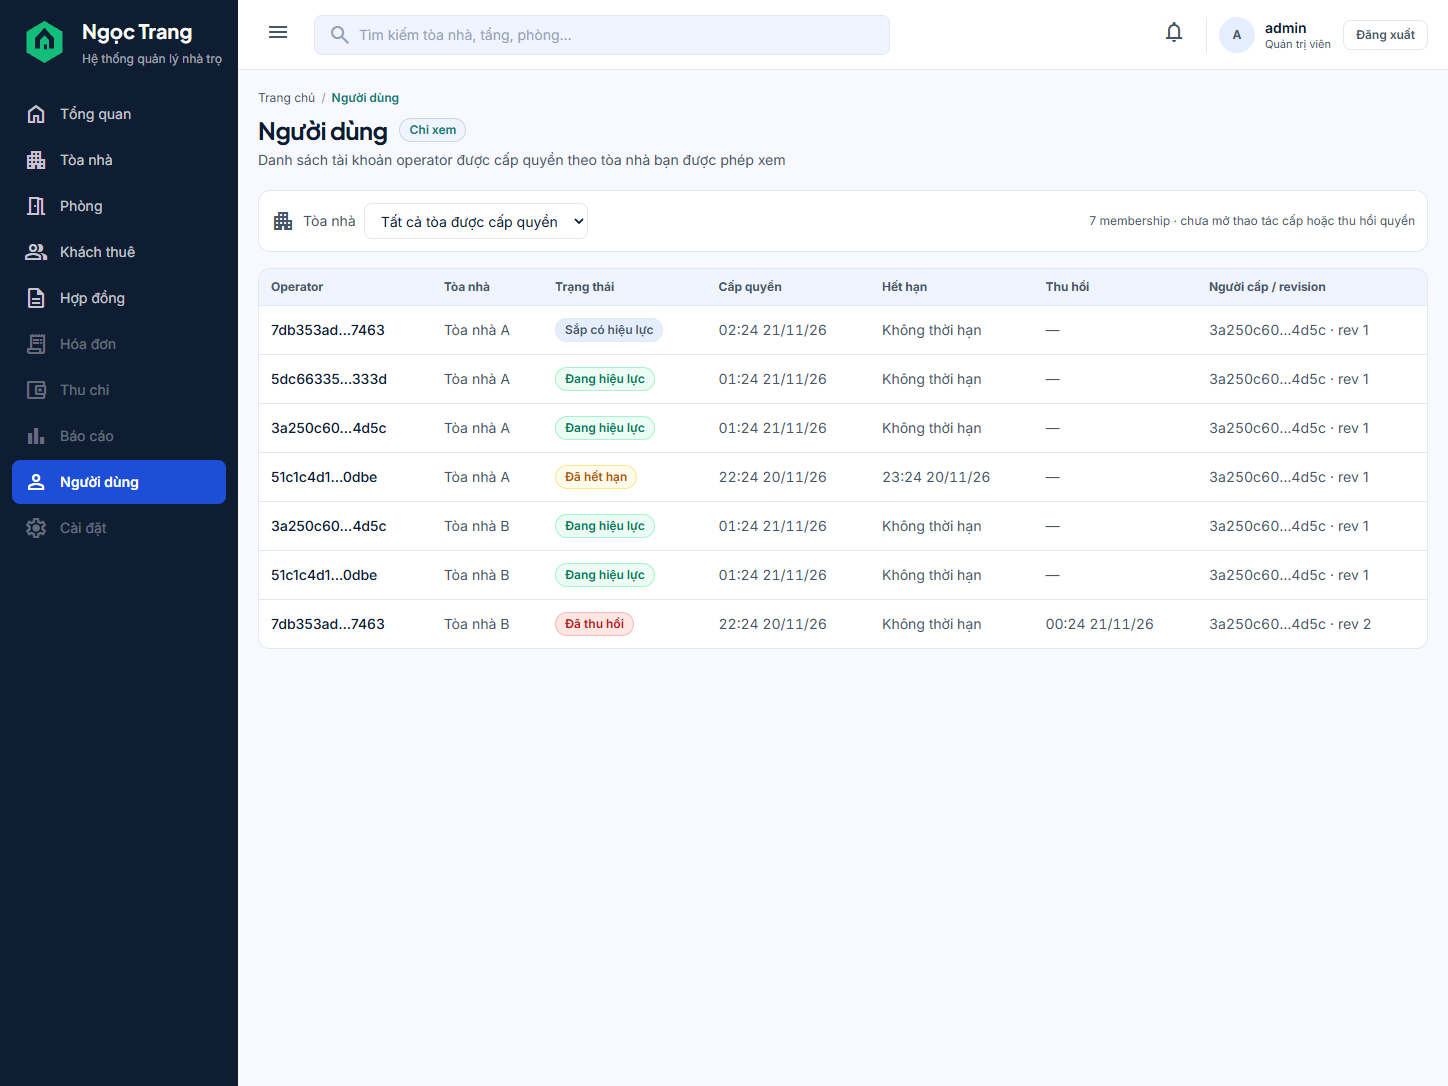 Ngọc Trang
Hệ thống quản lý nhà trọ
Tổng quan
Tòa nhà
Phòng
Khách thuê
Hợp đồng
Hóa đơn
Thu chi
Báo cáo
Người dùng
Cài đặt
Tìm kiếm tòa nhà, tầng, phòng...
A
admin
Quản trị viên
Đăng xuất
Trang chủ / Người dùng
Người dùng Chỉ xem
Danh sách tài khoản operator được cấp quyền theo tòa nhà bạn được phép xem
Tòa nhà Tất cả tòa được cấp quyền 7 membership · chưa mở thao tác cấp hoặc thu hồi quyền
Operator Tòa nhà Trạng thái Cấp quyền Hết hạn Thu hồi Người cấp / revision
7db353ad…7463 Tòa nhà A Sắp có hiệu lực 02:24 21/11/26 Không thời hạn — 3a250c60…4d5c · rev 1
5dc66335…333d Tòa nhà A Đang hiệu lực 01:24 21/11/26 Không thời hạn — 3a250c60…4d5c · rev 1
3a250c60…4d5c Tòa nhà A Đang hiệu lực 01:24 21/11/26 Không thời hạn — 3a250c60…4d5c · rev 1
51c1c4d1…0dbe Tòa nhà A Đã hết hạn 22:24 20/11/26 23:24 20/11/26 — 3a250c60…4d5c · rev 1
3a250c60…4d5c Tòa nhà B Đang hiệu lực 01:24 21/11/26 Không thời hạn — 3a250c60…4d5c · rev 1
51c1c4d1…0dbe Tòa nhà B Đang hiệu lực 01:24 21/11/26 Không thời hạn — 3a250c60…4d5c · rev 1
7db353ad…7463 Tòa nhà B Đã thu hồi 22:24 20/11/26 Không thời hạn 00:24 21/11/26 3a250c60…4d5c · rev 2